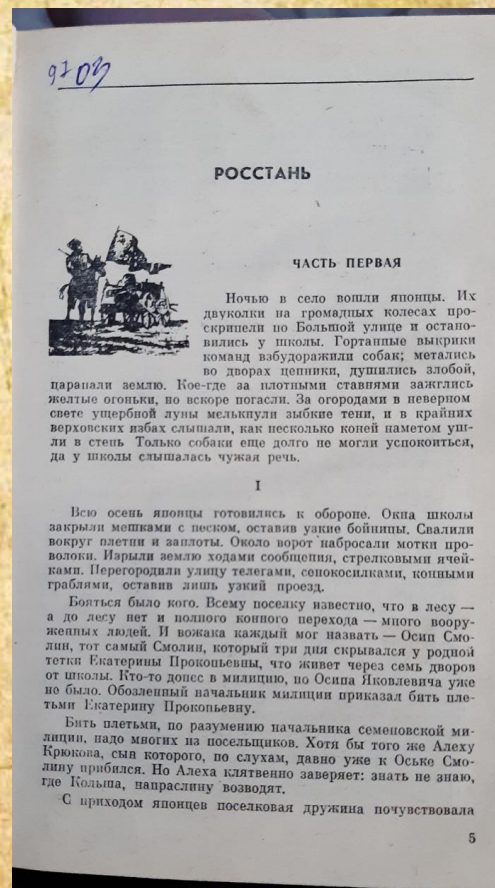 9703
РОССТАНЬ
ЧАСТЬ ПЕРВАЯ
Ночью в село вошли японцы. Их
двуколки на громадных колесах про-
скрипели по Большой улице и остано-
вились у школы. Гортанные выкрики
команд взбудоражили собак; метались
во дворах цепники, душились злобой,
царапали землю. Кое-где за плотными ставнями зажглись
желтые огоньки, но вскоре погасли. За огородами в неверном
свете ущербной луны мелькнули зыбкие тени, и в крайних
верховских избах слышали, как несколько коней наметом уш-
ли в степь Только собаки еще долго не могли успокоиться,
да у школы слышалась чужая речь.
I
Всю осень японцы готовились к обороне. Окна школы
закрыли мешками с песком, оставив узкие бойницы. Свалили
вокруг плетни и заплоты. Около ворот набросали мотки про-
волоки. Изрыли землю ходами сообщения, стрелковыми ячей-
ками. Перегородили улицу телегами, сенокосилками, конными
граблями, оставив лишь узкий проезд.
Бояться было кого. Всему поселку известно, что в лесу —
а до лесу нет и полного конного перехода — много воору-
женных людей. И вожака каждый мог назвать — Осип Смо-
лин, тот самый Смолин, который три дня скрывался у родной
тетки Екатерины Прокопьевны, что живет через семь дворов
от школы. Кто-то донес в милицию, но Осипа Яковлевича уже
не было. Обозленный начальник милиции приказал бить пле-
тьми Екатерину Прокопьевну.
Бить плетьми, по разумению начальника семеновской ми-
лиции, надо многих из посельщиков. Хотя бы того же Алеху
Крюкова, сын которого, по слухам, давно уже к Оське Смо-
лину прибился. Но Алеха клятвенно заверяет: знать не знаю,
где Кольша, напраслину возводят.
С приходом японцев поселковая дружина почувствовала
5